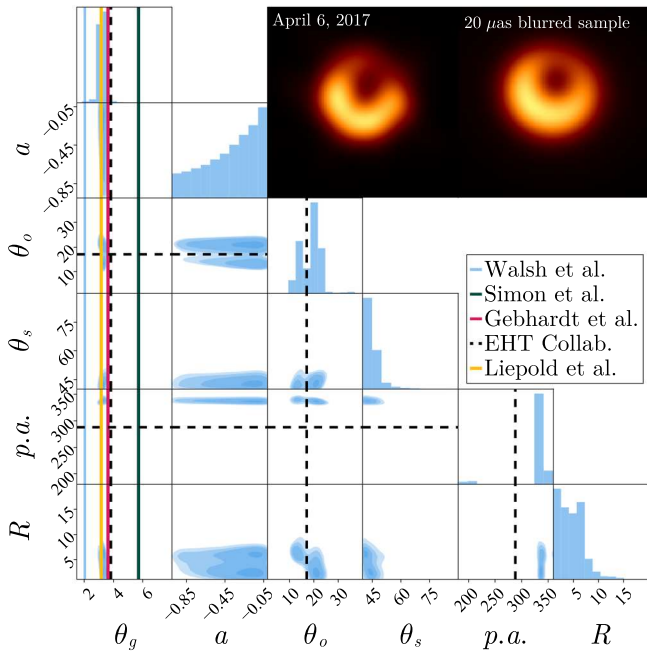 April 6, 2017
20 μas blurred sample
a
−0.05
−0.45
−0.85
θo
30
20
10
Walsh et al.
Simon et al.
Gebhardt et al.
EHT Collab.
Liepold et al.
θs
75
60
45
p.a.
350
300
250
200
R
15
10
5
2 4 6 −0.85 −0.45 −0.05 10 20 30 45 60 75 200 250 300 350 5 10 15
θg a θo θs p.a. R